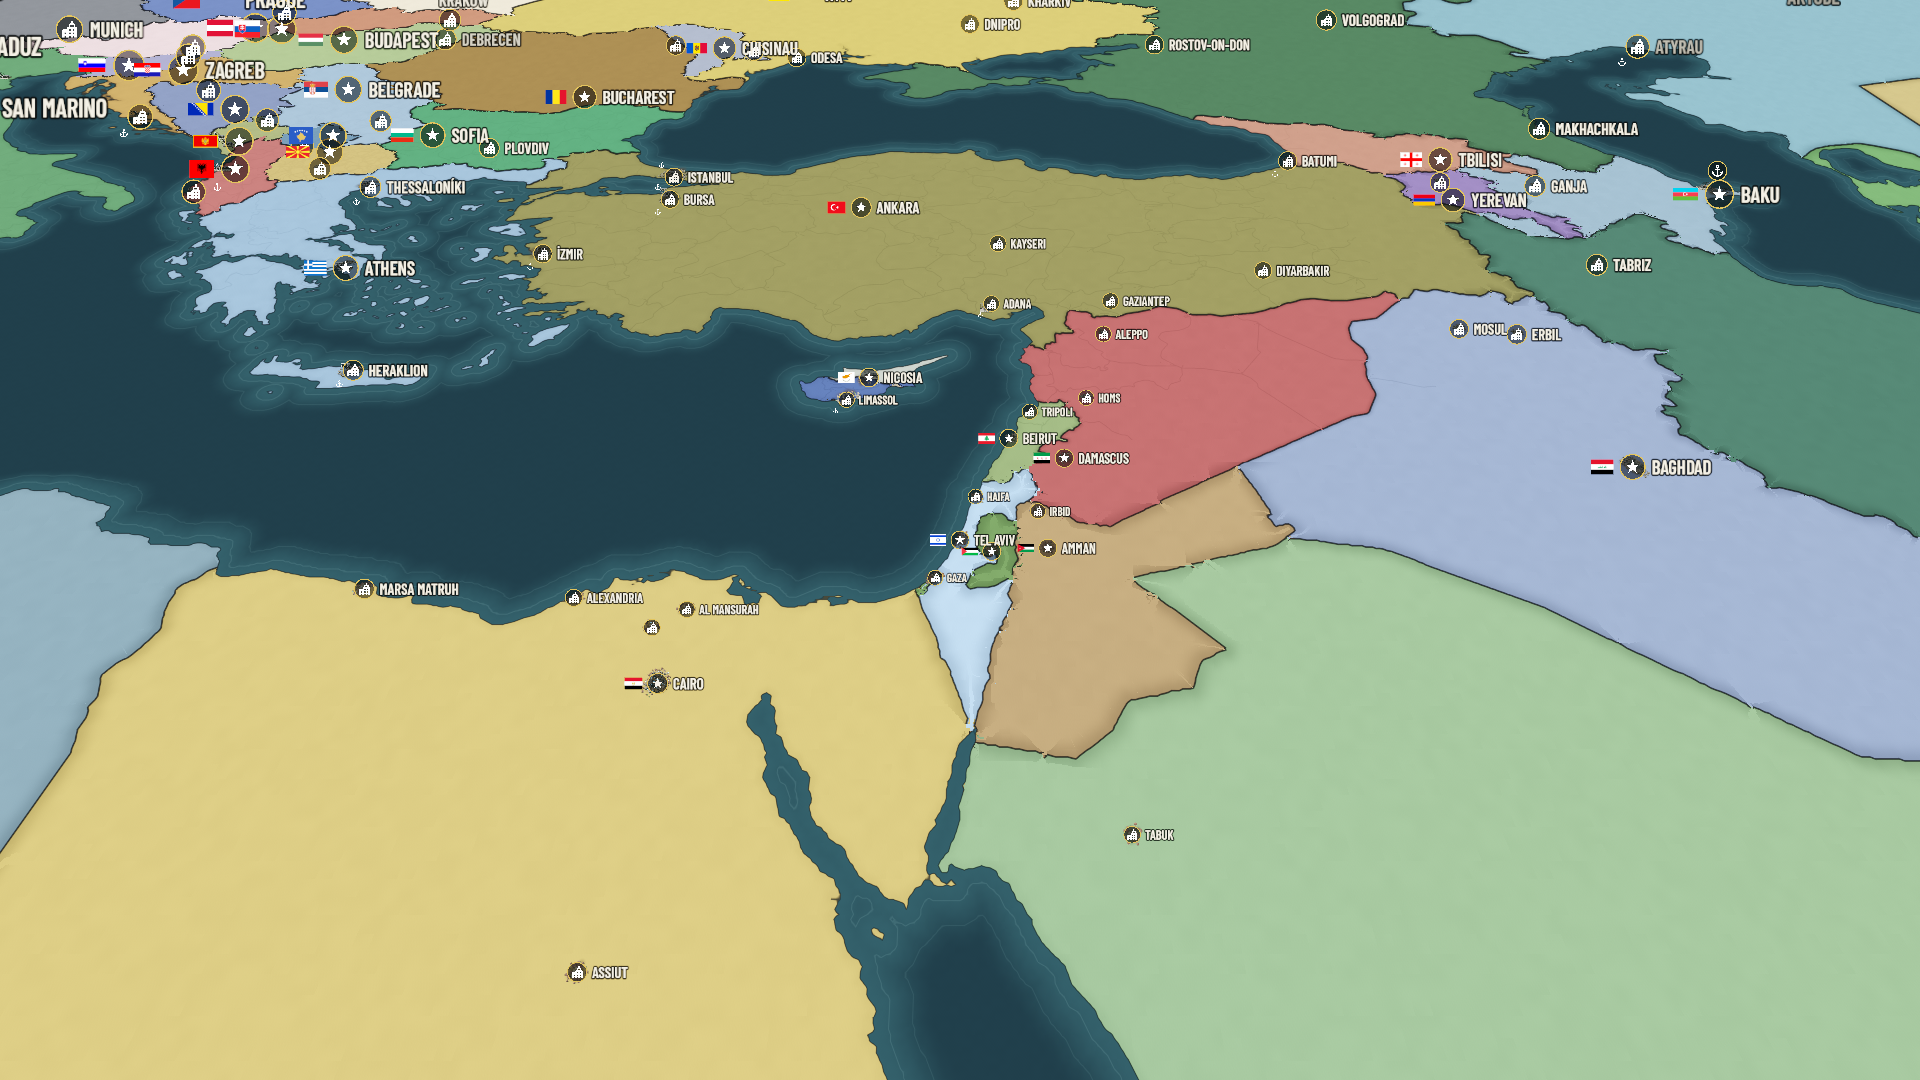 PRAGUE
KRAKOW
KHARKIV
MUNICH
DNIPRO
VOLGOGRAD
ADUZ
BUDAPEST
DEBRECEN
CHISINAU
ODESA
ROSTOV-ON-DON
ATYRAU
ZAGREB
BELGRADE
BUCHAREST
SAN MARINO
SOFIA
PLOVDIV
MAKHACHKALA
BATUMI
TBILISI
ISTANBUL
THESSALONÍKI
BURSA
ANKARA
GANJA
YEREVAN
BAKU
KAYSERI
İZMIR
ATHENS
DIYARBAKIR
TABRIZ
ADANA
GAZIANTEP
ALEPPO
MOSUL
ERBIL
HERAKLION
NICOSIA
LIMASSOL
HOMS
TRIPOLI
BEIRUT
DAMASCUS
BAGHDAD
HAIFA
IRBID
TEL AVIV
AMMAN
GAZA
MARSA MATRUH
ALEXANDRIA
AL MANSURAH
CAIRO
TABUK
ASSIUT